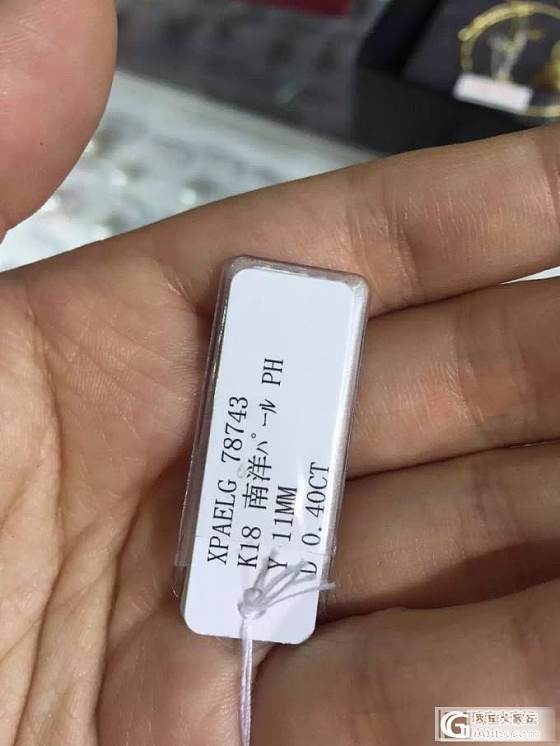 XPAELG 78743
K18 南洋ﾊﾟｰﾙ PH
Y 11MM
D 0.40CT